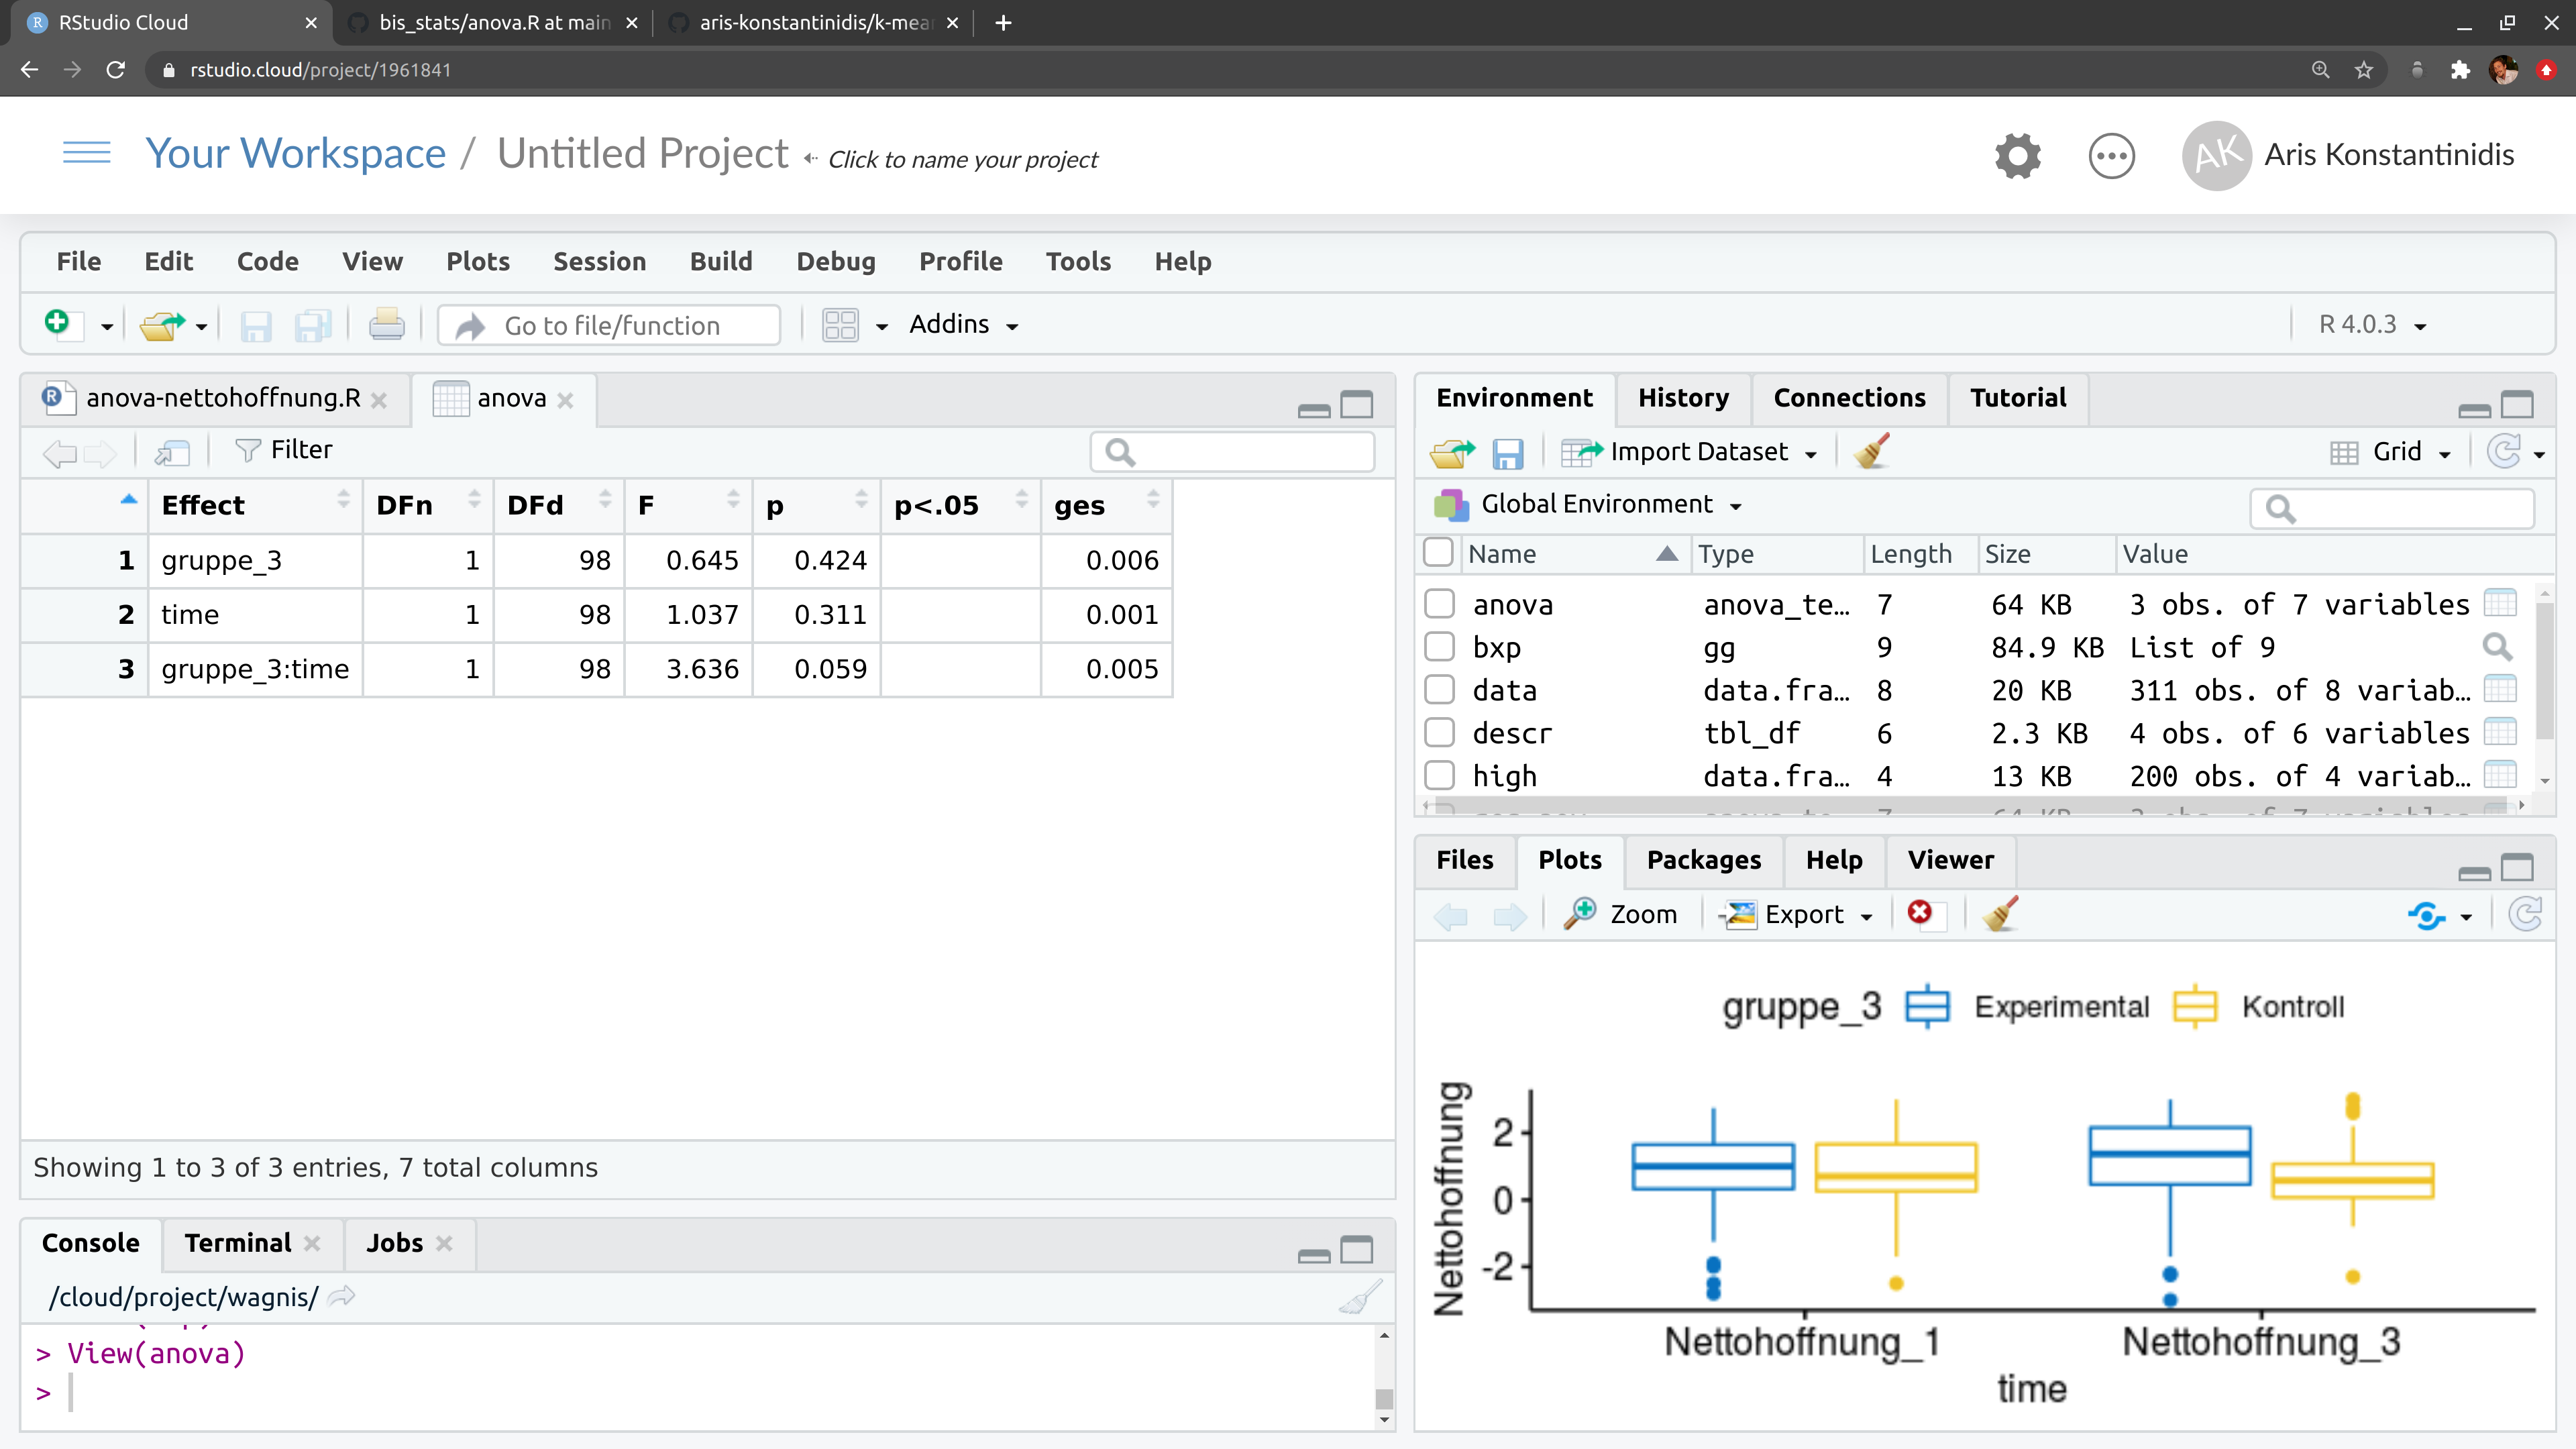 RStudio Cloud
bis_stats/anova.R at main
aris-konstantinidis/k-mea
rstudio.cloud/project/1961841
Your Workspace / Untitled Project Click to name your project
AK Aris Konstantinidis
File Edit Code View Plots Session Build Debug Profile Tools Help
Go to file/function Addins R 4.0.3
anova-nettohoffnung.R anova
Filter
Effect DFn DFd F p p<.05 ges
1 gruppe_3 1 98 0.645 0.424 0.006
2 time 1 98 1.037 0.311 0.001
3 gruppe_3:time 1 98 3.636 0.059 0.005
Showing 1 to 3 of 3 entries, 7 total columns
Console Terminal Jobs
/cloud/project/wagnis/
> View(anova)
>
Environment History Connections Tutorial
Import Dataset Grid
Global Environment
Name Type Length Size Value
anova anova_te… 7 64 KB 3 obs. of 7 variables
bxp gg 9 84.9 KB List of 9
data data.fra… 8 20 KB 311 obs. of 8 variab…
descr tbl_df 6 2.3 KB 4 obs. of 6 variables
high data.fra… 4 13 KB 200 obs. of 4 variab…
Files Plots Packages Help Viewer
Zoom Export
gruppe_3 Experimental Kontroll
Nettohoffnung
2
0
-2
Nettohoffnung_1 Nettohoffnung_3
time